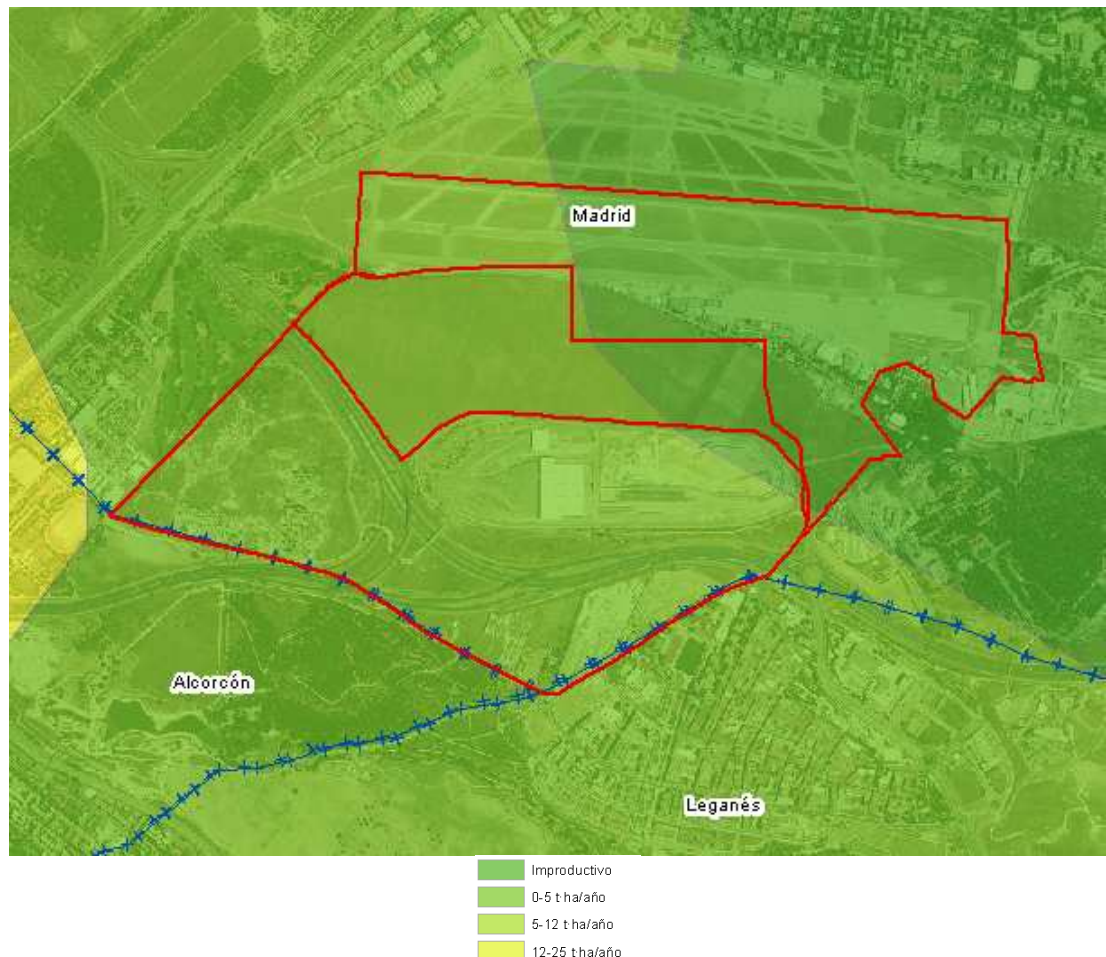 Madrid
Alcorcón
Leganés
Improductivo
0-5 t·ha/año
5-12 t·ha/año
12-25 t·ha/año